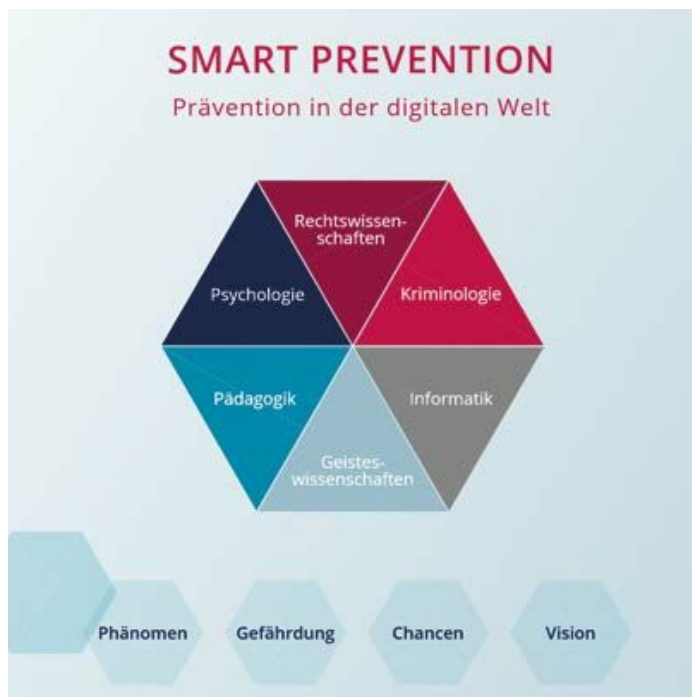 SMART PREVENTION
Prävention in der digitalen Welt
Rechtswissen-
schaften
Psychologie
Kriminologie
Pädagogik
Informatik
Geistes-
wissenschaften
Phänomen
Gefährdung
Chancen
Vision